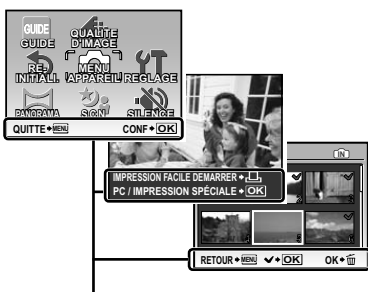 GUIDE
GUIDE
QUALITE
D'IMAGE
RE-
INITIALI.
MENU
APPAREIL
REGLAGE
PANORAMA
SCN
SILENCE
QUITTE MENU CONF OK
IMPRESSION FACILE DEMARRER
PC / IMPRESSION SPÉCIALE OK
IN
RETOUR MENU OK OK